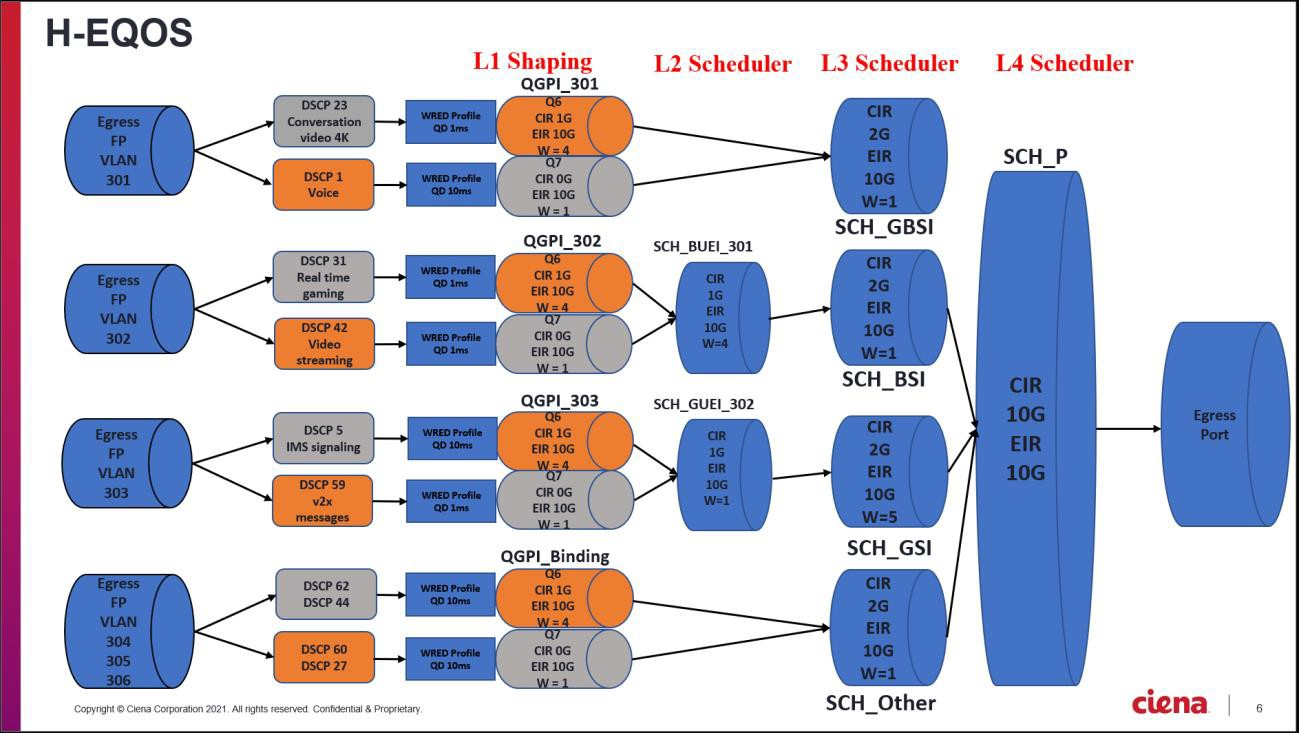 H-EQOS
L1 Shaping
L2 Scheduler
L3 Scheduler
L4 Scheduler
Egress
FP
VLAN
301
DSCP 23
Conversation
video 4K
DSCP 1
Voice
WRED Profile
QD 1ms
WRED Profile
QD 10ms
QGPI_301
Q6
CIR 1G
EIR 10G
W = 4
Q7
CIR 0G
EIR 10G
W = 1
CIR
2G
EIR
10G
W=1
SCH_GBSI
Egress
FP
VLAN
302
DSCP 31
Real time
gaming
DSCP 42
Video
streaming
WRED Profile
QD 1ms
WRED Profile
QD 1ms
QGPI_302
Q6
CIR 1G
EIR 10G
W = 4
Q7
CIR 0G
EIR 10G
W = 1
SCH_BUEI_301
CIR
1G
EIR
10G
W=4
CIR
2G
EIR
10G
W=1
SCH_BSI
Egress
FP
VLAN
303
DSCP 5
IMS signaling
DSCP 59
v2x
messages
WRED Profile
QD 10ms
WRED Profile
QD 1ms
QGPI_303
Q6
CIR 1G
EIR 10G
W = 4
Q7
CIR 0G
EIR 10G
W = 1
SCH_GUEI_302
CIR
1G
EIR
10G
W=1
CIR
2G
EIR
10G
W=5
SCH_GSI
Egress
FP
VLAN
304
305
306
DSCP 62
DSCP 44
DSCP 60
DSCP 27
WRED Profile
QD 10ms
WRED Profile
QD 10ms
QGPI_Binding
Q6
CIR 1G
EIR 10G
W = 4
Q7
CIR 0G
EIR 10G
W = 1
CIR
2G
EIR
10G
W=1
SCH_Other
SCH_P
CIR
10G
EIR
10G
Egress
Port
Copyright © Ciena Corporation 2021. All rights reserved. Confidential & Proprietary.
ciena
6